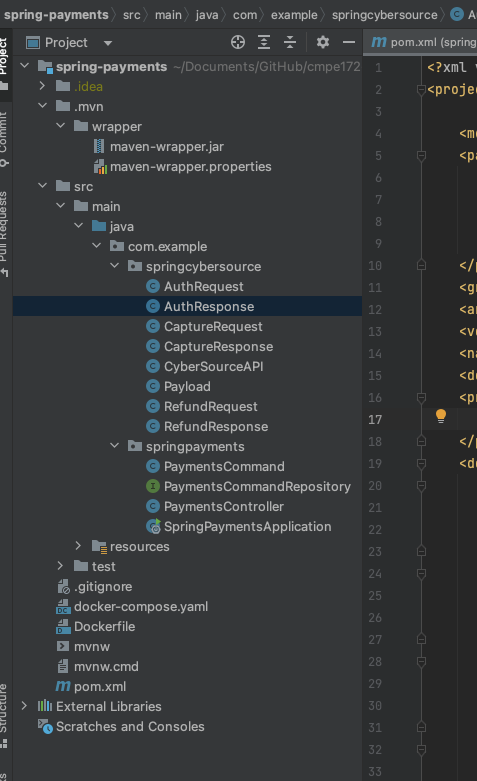 spring-payments 〉 src 〉 main 〉 java 〉 com 〉 example 〉 springcybersource 〉
Project
Commit
Pull Requests
Structure
Project
spring-payments ~/Documents/GitHub/cmpe172
.idea
.mvn
wrapper
maven-wrapper.jar
maven-wrapper.properties
src
main
java
com.example
springcybersource
AuthRequest
AuthResponse
CaptureRequest
CaptureResponse
CyberSourceAPI
Payload
RefundRequest
RefundResponse
springpayments
PaymentsCommand
PaymentsCommandRepository
PaymentsController
SpringPaymentsApplication
resources
test
.gitignore
docker-compose.yaml
Dockerfile
mvnw
mvnw.cmd
pom.xml
External Libraries
Scratches and Consoles
pom.xml (spring
1 <?xml v
2 <projec
3
4 <mo
5 <pa
6
7
8
9
10 </p
11 <gr
12 <ar
13 <ve
14 <na
15 <de
16 <pr
17
18 </p
19 <de
20
21
22
23
24
25
26
27
28
29
30
31
32
33